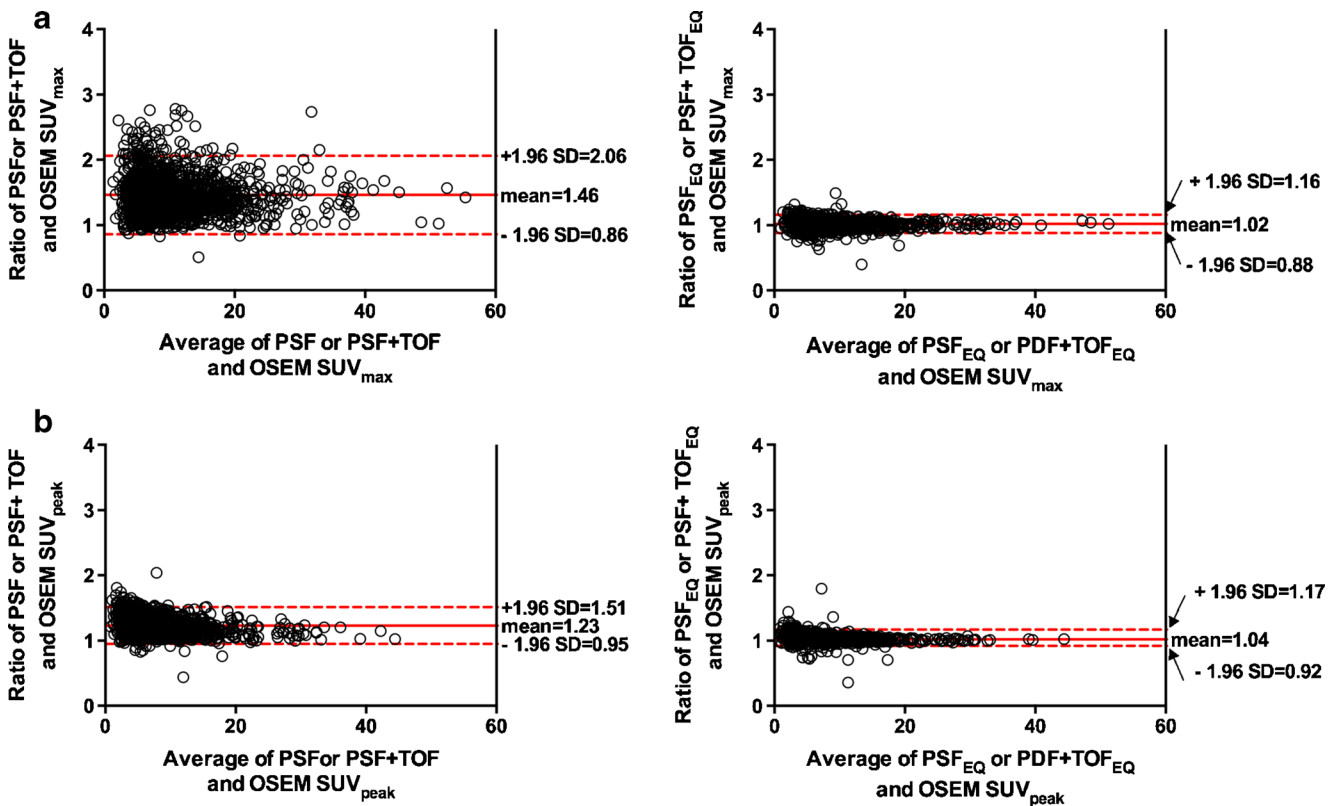 a
Ratio of PSFor PSF+TOF
and OSEM SUVmax
4
3
2
1
0
0 20 40 60
+1.96 SD=2.06
mean=1.46
- 1.96 SD=0.86
Average of PSF or PSF+TOF
and OSEM SUVmax
Ratio of PSFEQ or PSF+ TOFEQ
and OSEM SUVmax
4
3
2
1
0
0 20 40 60
+ 1.96 SD=1.16
mean=1.02
- 1.96 SD=0.88
Average of PSFEQ or PDF+TOFEQ
and OSEM SUVmax
b
Ratio of PSF or PSF+ TOF
and OSEM SUVpeak
4
3
2
1
0
0 20 40 60
+1.96 SD=1.51
mean=1.23
- 1.96 SD=0.95
Average of PSFor PSF+TOF
and OSEM SUVpeak
Ratio of PSFEQ or PSF+ TOFEQ
and OSEM SUVpeak
4
3
2
1
0
0 20 40 60
+ 1.96 SD=1.17
mean=1.04
- 1.96 SD=0.92
Average of PSFEQ or PDF+TOFEQ
and OSEM SUVpeak